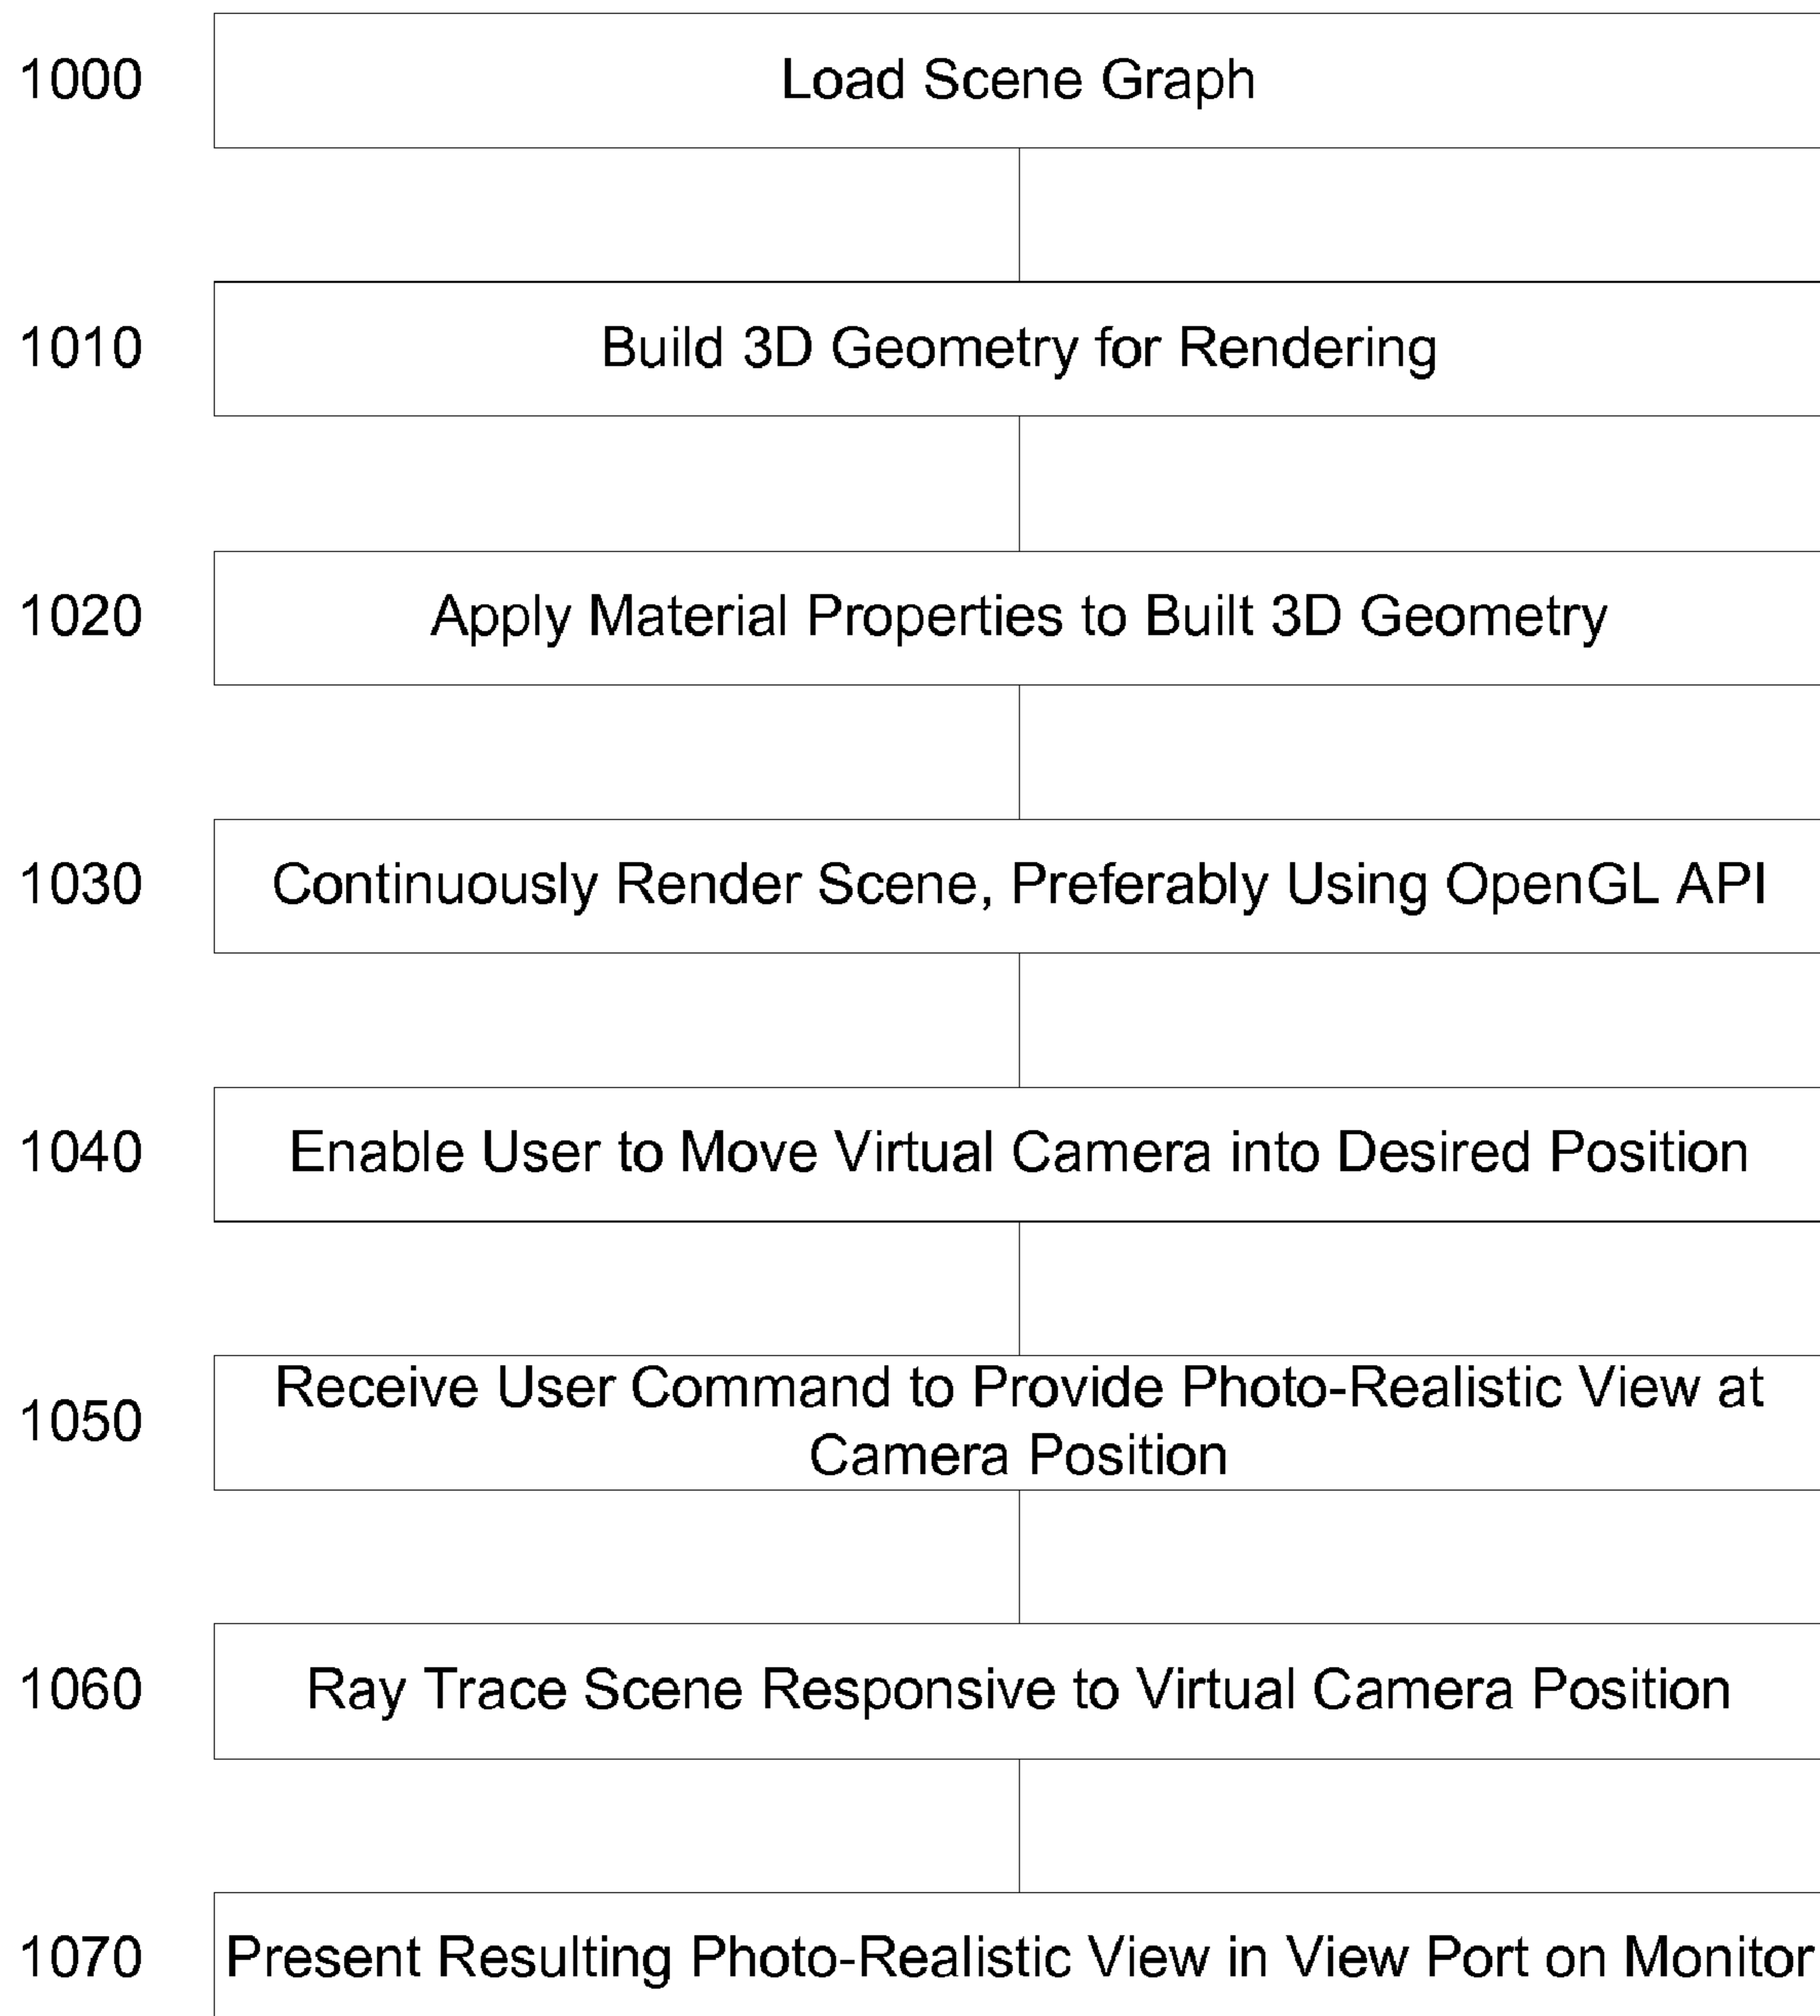 1000 Load Scene Graph
1010 Build 3D Geometry for Rendering
1020 Apply Material Properties to Built 3D Geometry
1030 Continuously Render Scene, Preferably Using OpenGL API
1040 Enable User to Move Virtual Camera into Desired Position
1050 Receive User Command to Provide Photo-Realistic View at
Camera Position
1060 Ray Trace Scene Responsive to Virtual Camera Position
1070 Present Resulting Photo-Realistic View in View Port on Monitor